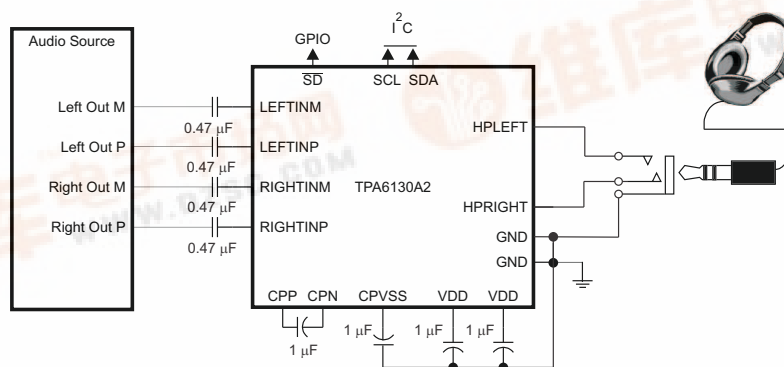 Audio Source
Left Out M
Left Out P
Right Out M
Right Out P
0.47 μF
0.47 μF
0.47 μF
0.47 μF
GPIO
I²C
SD
SCL
SDA
LEFTINM
LEFTINP
RIGHTINM
RIGHTINP
TPA6130A2
HPLEFT
HPRIGHT
GND
GND
CPP
CPN
CPVSS
VDD
VDD
1 μF
1 μF
1 μF
1 μF